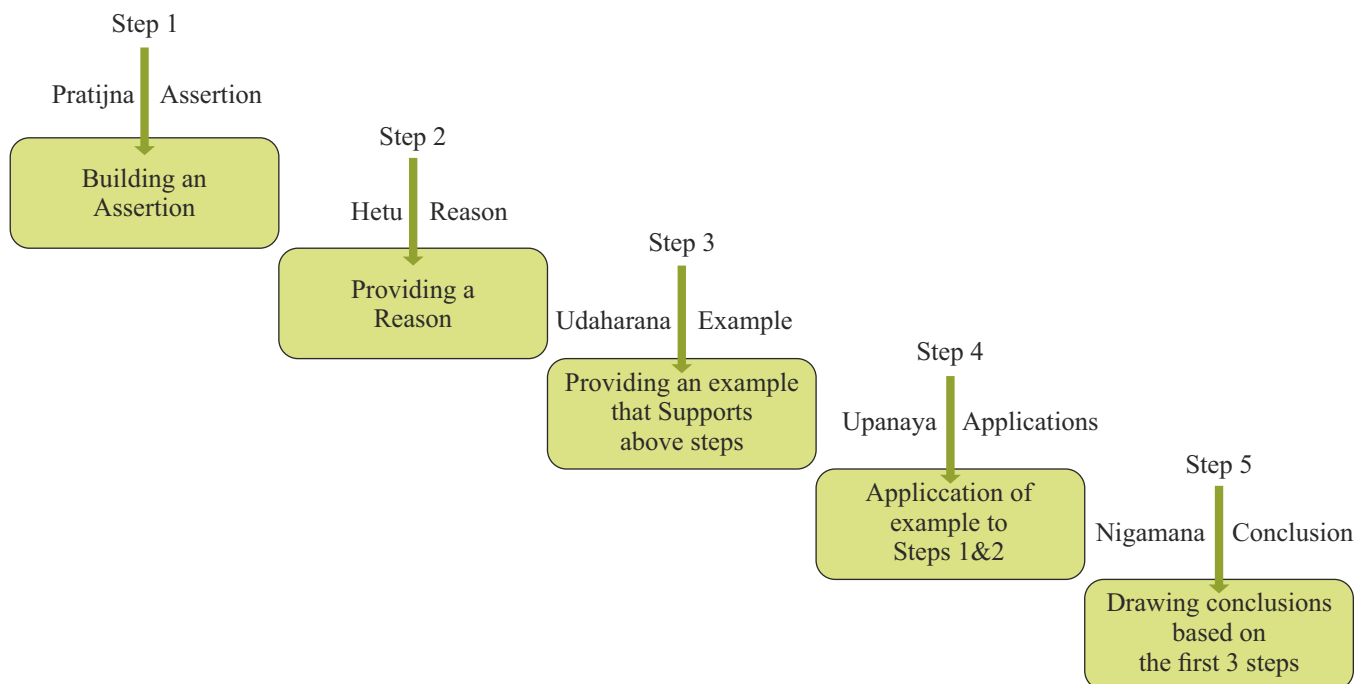 Step 1
Pratijna Assertion
Building an
Assertion
Step 2
Hetu Reason
Providing a
Reason
Step 3
Udaharana Example
Providing an example
that Supports
above steps
Step 4
Upanaya Applications
Appliccation of
example to
Steps 1&2
Step 5
Nigamana Conclusion
Drawing conclusions
based on
the first 3 steps